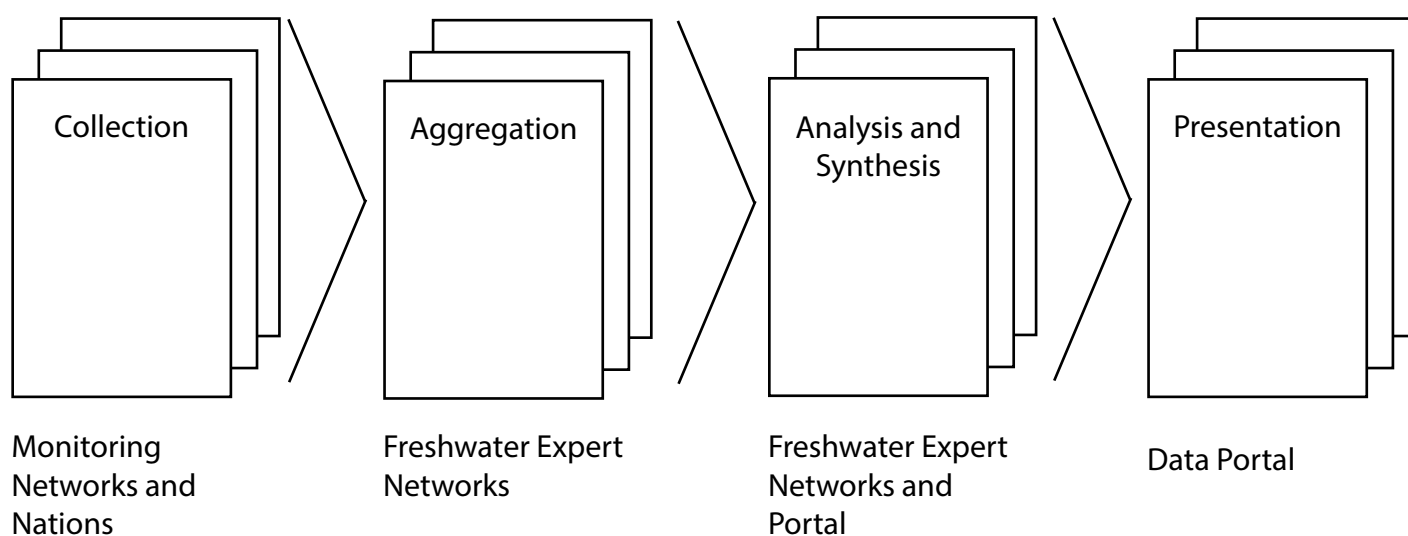 Collection
Aggregation
Analysis and
Synthesis
Presentation
Monitoring
Networks and
Nations
Freshwater Expert
Networks
Freshwater Expert
Networks and
Portal
Data Portal